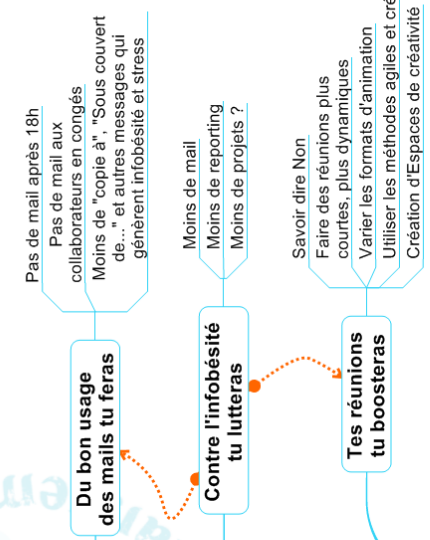 Pas de mail après 18h
Pas de mail aux
collaborateurs en congés
Moins de "copie à", "Sous couvert
de..." et autres messages qui
génèrent infobésité et stress
Du bon usage
des mails tu feras
Moins de mail
Moins de reporting
Moins de projets ?
Contre l'infobésité
tu lutteras
Savoir dire Non
Faire des réunions plus
courtes, plus dynamiques
Varier les formats d'animation
Utiliser les méthodes agiles et
Création d'Espaces de créativité
Tes réunions
tu boosteras